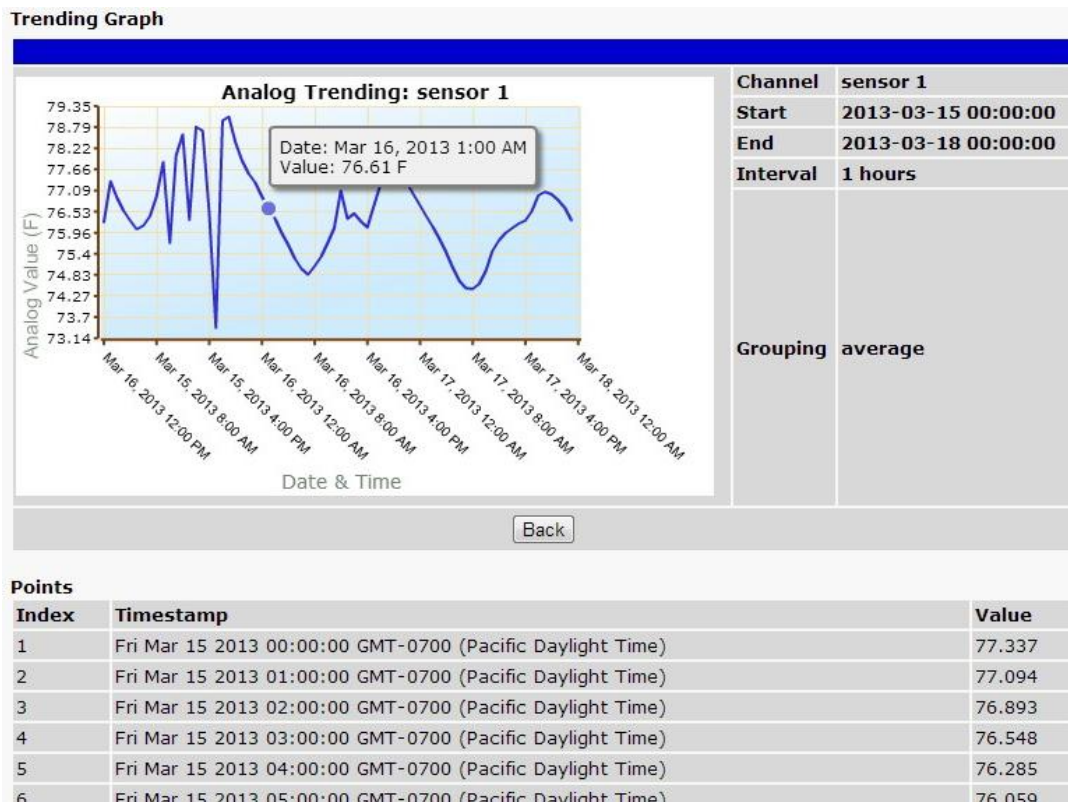 Trending Graph
Analog Trending: sensor 1
79.35
78.79
78.22
77.66
77.09
76.53
75.96
75.4
74.83
74.27
73.7
73.14
Analog Value (F)
Date: Mar 16, 2013 1:00 AM
Value: 76.61 F
Mar 16, 2013 12:00 PM
Mar 15, 2013 8:00 AM
Mar 15, 2013 4:00 PM
Mar 16, 2013 12:00 AM
Mar 16, 2013 8:00 AM
Mar 16, 2013 4:00 PM
Mar 17, 2013 12:00 AM
Mar 17, 2013 8:00 AM
Mar 17, 2013 4:00 PM
Mar 18, 2013 12:00 AM
Date & Time
Channel sensor 1
Start 2013-03-15 00:00:00
End 2013-03-18 00:00:00
Interval 1 hours
Grouping average
Back
Points
Index Timestamp Value
1 Fri Mar 15 2013 00:00:00 GMT-0700 (Pacific Daylight Time) 77.337
2 Fri Mar 15 2013 01:00:00 GMT-0700 (Pacific Daylight Time) 77.094
3 Fri Mar 15 2013 02:00:00 GMT-0700 (Pacific Daylight Time) 76.893
4 Fri Mar 15 2013 03:00:00 GMT-0700 (Pacific Daylight Time) 76.548
5 Fri Mar 15 2013 04:00:00 GMT-0700 (Pacific Daylight Time) 76.285
6 Fri Mar 15 2013 05:00:00 GMT-0700 (Pacific Daylight Time) 76.059